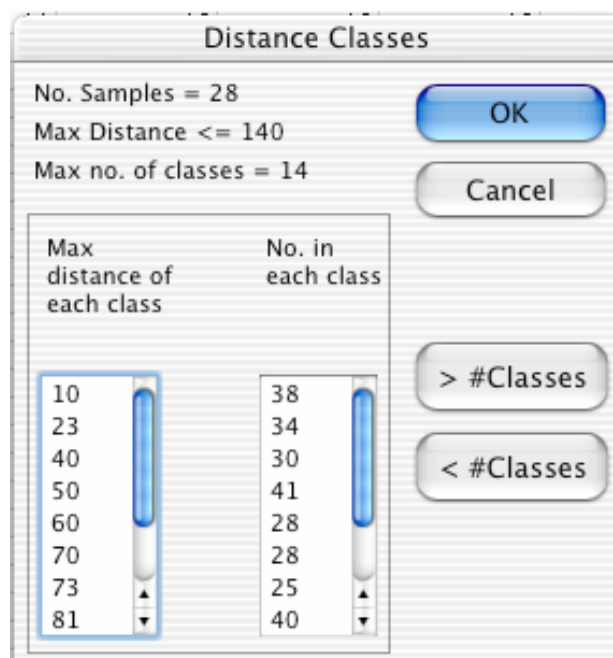 Distance Classes
No. Samples = 28
Max Distance <= 140
Max no. of classes = 14
OK
Cancel
Max
distance of
each class
No. in
each class
10
23
40
50
60
70
73
81
38
34
30
41
28
28
25
40
> #Classes
< #Classes